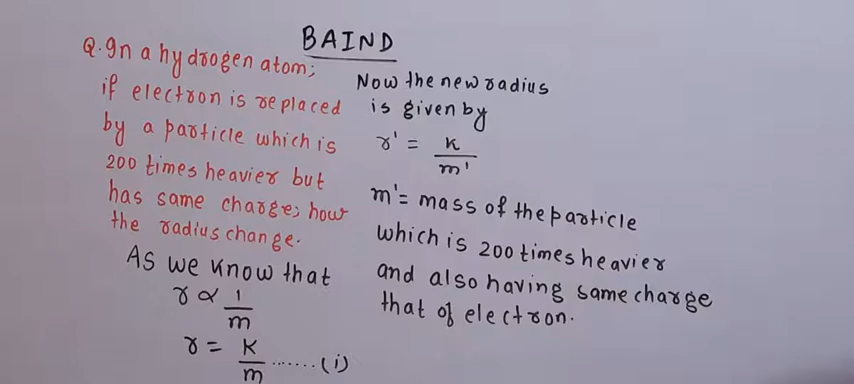 BAIND
Q. In a hydrogen atom;
if electron is replaced
by a particle which is
200 times heavier but
has same charge; how
the radius change.
As we know that
r ∝ 1/m
r = K/m ......(i)
Now the new radius
is given by
r' = K/m'
m' = mass of the particle
which is 200 times heavier
and also having same charge
that of electron.